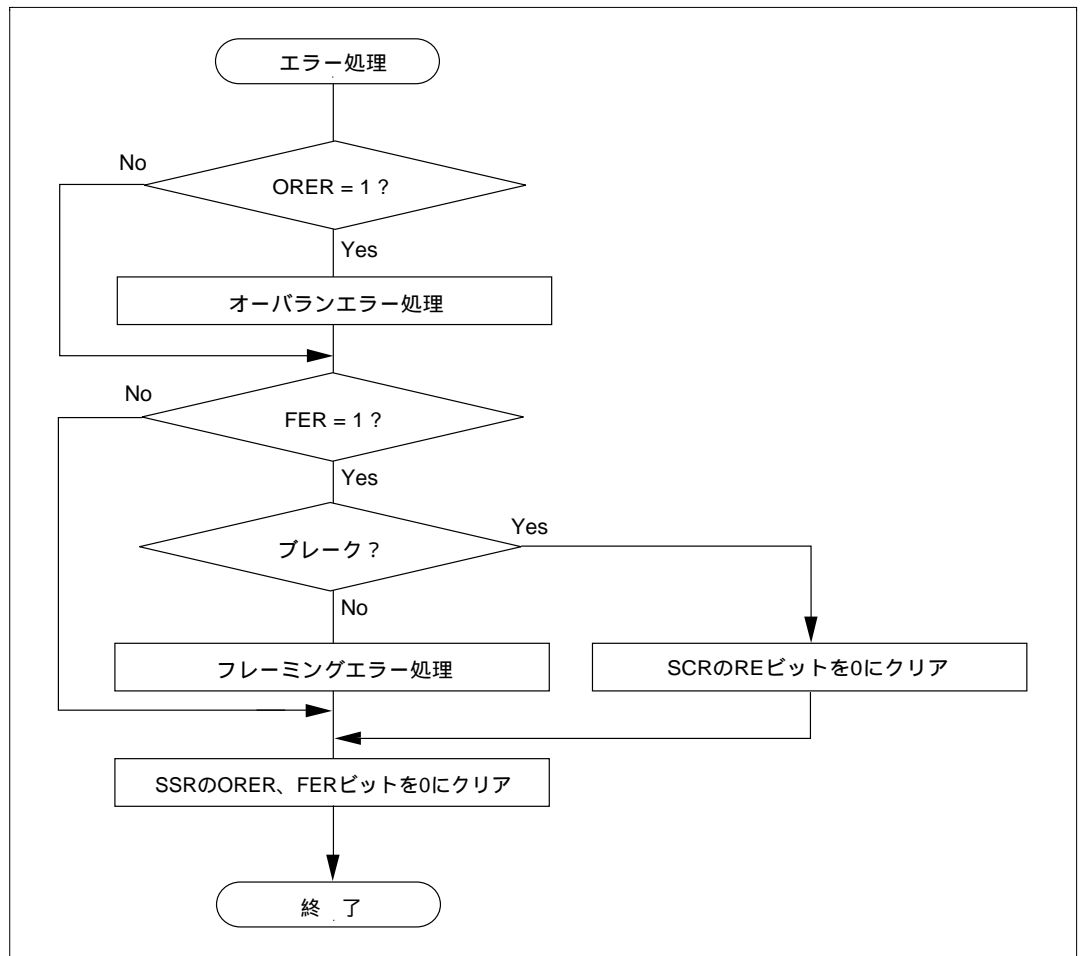 エラー処理
No
ORER = 1 ?
Yes
オーバランエラー処理
No
FER = 1 ?
Yes
ブレーク ?
Yes
No
フレーミングエラー処理
SCRのREビットを0にクリア
SSRのORER、FERビットを0にクリア
終 了